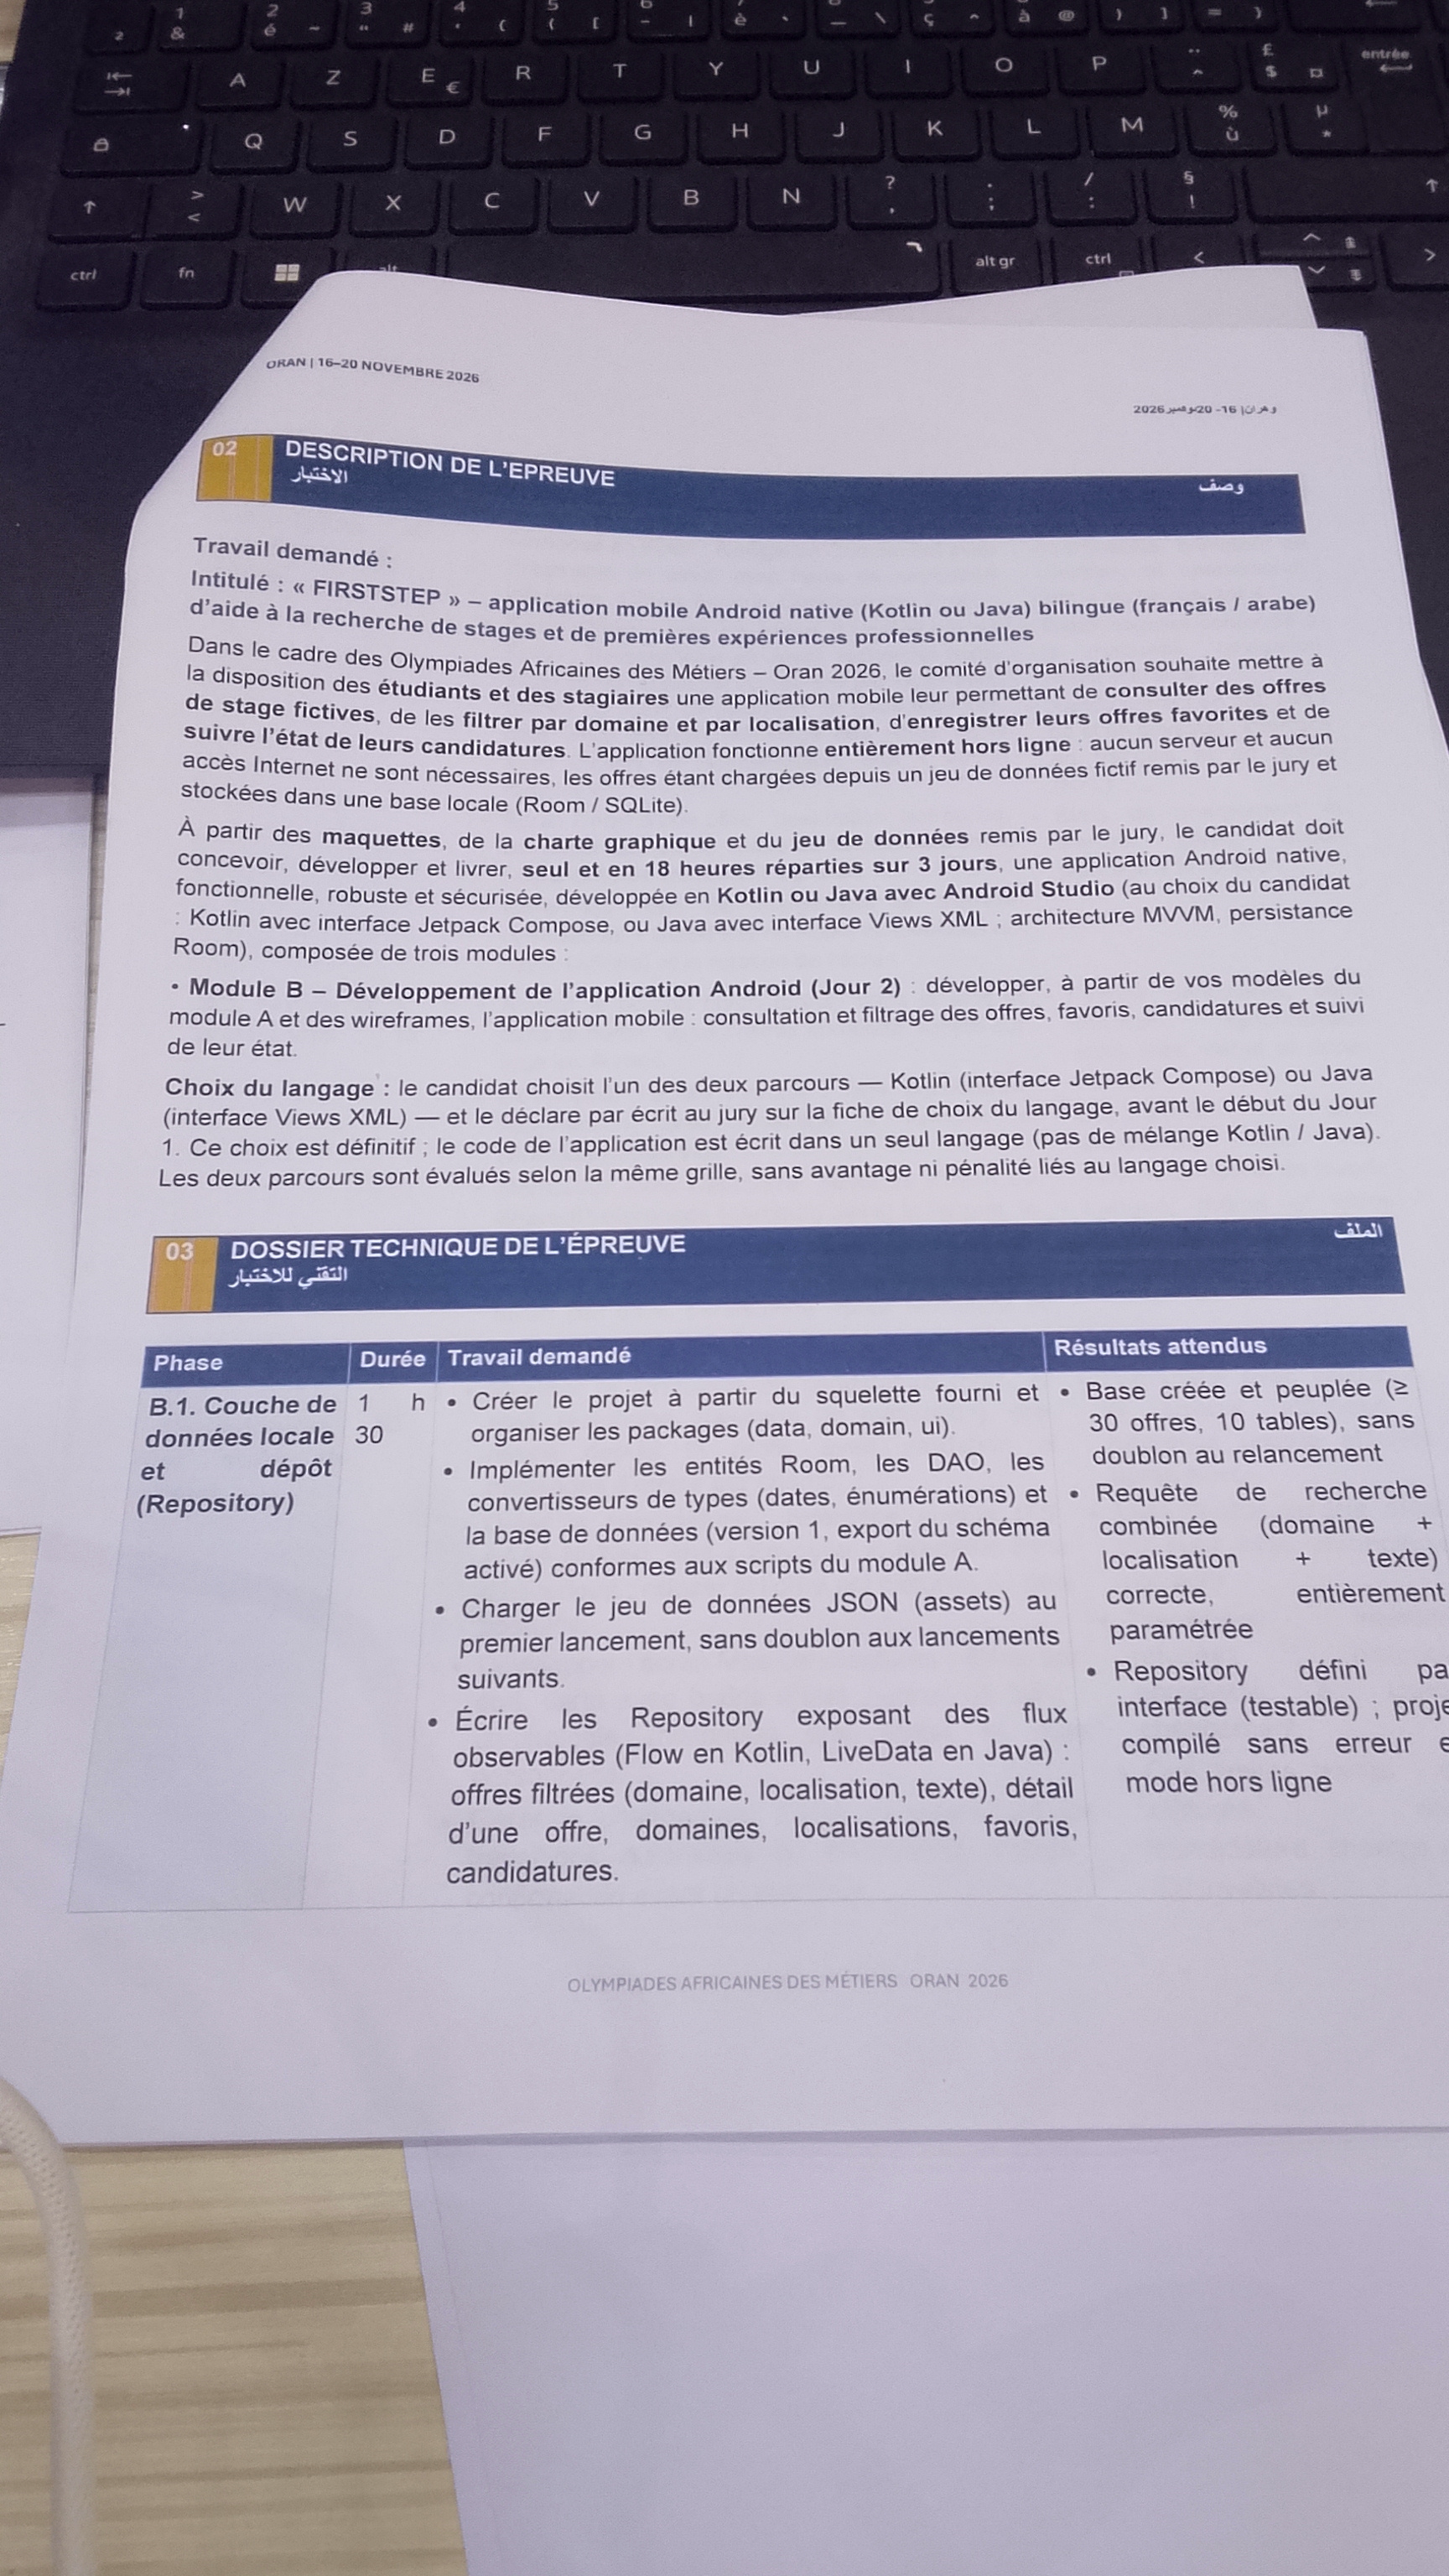 ORAN | 16–20 NOVEMBRE 2026
وهران| 16- 20نوفمبر2026
02
DESCRIPTION DE L'EPREUVE
وصف
الاختبار
Travail demandé :
Intitulé : « FIRSTSTEP » – application mobile Android native (Kotlin ou Java) bilingue (français / arabe)
d'aide à la recherche de stages et de premières expériences professionnelles
Dans le cadre des Olympiades Africaines des Métiers – Oran 2026, le comité d'organisation souhaite mettre à
la disposition des étudiants et des stagiaires une application mobile leur permettant de consulter des offres
de stage fictives, de les filtrer par domaine et par localisation, d'enregistrer leurs offres favorites et de
suivre l'état de leurs candidatures. L'application fonctionne entièrement hors ligne : aucun serveur et aucun
accès Internet ne sont nécessaires, les offres étant chargées depuis un jeu de données fictif remis par le jury et
stockées dans une base locale (Room / SQLite).
À partir des maquettes, de la charte graphique et du jeu de données remis par le jury, le candidat doit
concevoir, développer et livrer, seul et en 18 heures réparties sur 3 jours, une application Android native,
fonctionnelle, robuste et sécurisée, développée en Kotlin ou Java avec Android Studio (au choix du candidat
: Kotlin avec interface Jetpack Compose, ou Java avec interface Views XML ; architecture MVVM, persistance
Room), composée de trois modules :
• Module B – Développement de l'application Android (Jour 2) : développer, à partir de vos modèles du
module A et des wireframes, l'application mobile : consultation et filtrage des offres, favoris, candidatures et suivi
de leur état.
Choix du langage : le candidat choisit l'un des deux parcours — Kotlin (interface Jetpack Compose) ou Java
(interface Views XML) — et le déclare par écrit au jury sur la fiche de choix du langage, avant le début du Jour
1. Ce choix est définitif ; le code de l'application est écrit dans un seul langage (pas de mélange Kotlin / Java).
Les deux parcours sont évalués selon la même grille, sans avantage ni pénalité liés au langage choisi.
03
DOSSIER TECHNIQUE DE L'ÉPREUVE
الملف
التقني للاختبار
Phase
Durée
Travail demandé
Résultats attendus
B.1. Couche de
données locale
et dépôt
(Repository)
1 h
30
• Créer le projet à partir du squelette fourni et
organiser les packages (data, domain, ui).
• Implémenter les entités Room, les DAO, les
convertisseurs de types (dates, énumérations) et
la base de données (version 1, export du schéma
activé) conformes aux scripts du module A.
• Charger le jeu de données JSON (assets) au
premier lancement, sans doublon aux lancements
suivants.
• Écrire les Repository exposant des flux
observables (Flow en Kotlin, LiveData en Java) :
offres filtrées (domaine, localisation, texte), détail
d'une offre, domaines, localisations, favoris,
candidatures.
• Base créée et peuplée (≥
30 offres, 10 tables), sans
doublon au relancement
• Requête de recherche
combinée (domaine +
localisation + texte)
correcte, entièrement
paramétrée
• Repository défini pa
interface (testable) ; proje
compilé sans erreur e
mode hors ligne
OLYMPIADES AFRICAINES DES MÉTIERS ORAN 2026